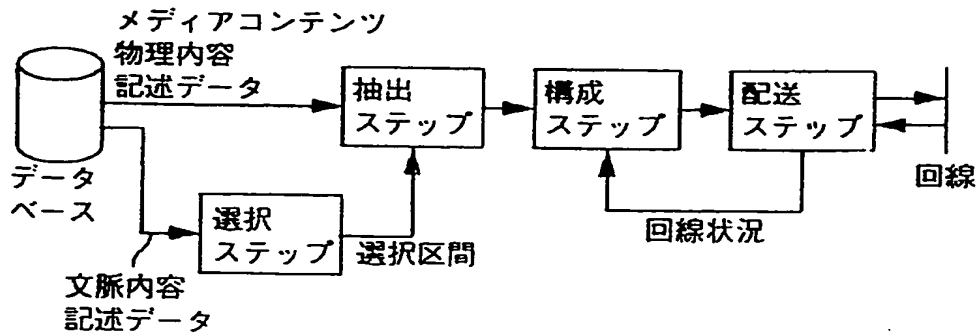 メディアコンテンツ
物理内容
記述データ
データ
ベース
抽出
ステップ
構成
ステップ
配送
ステップ
回線
選択
ステップ
選択区間
回線状況
文脈内容
記述データ